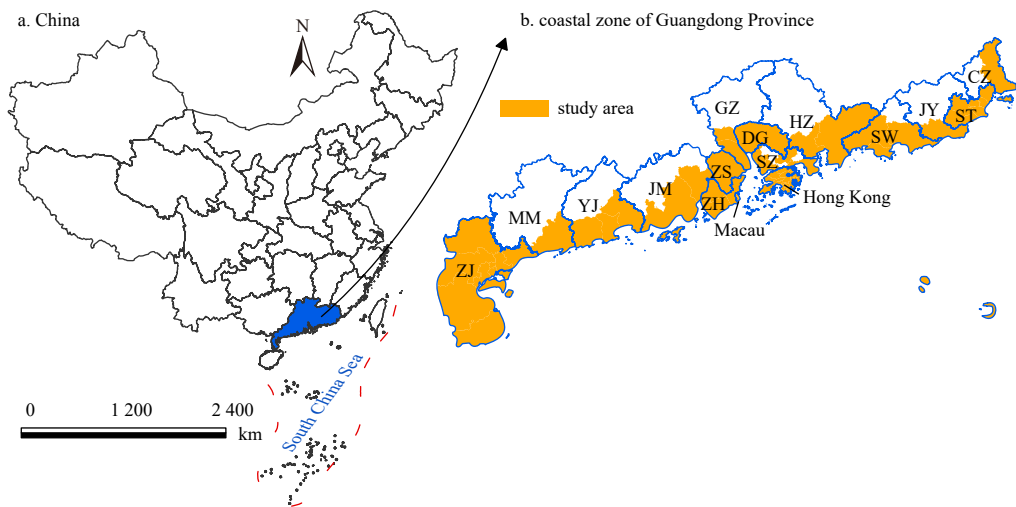 a. China
N
South China Sea
0 1 200 2 400
km
b. coastal zone of Guangdong Province
study area
CZ
GZ
HZ
JY
ST
DG
SW
SZ
ZS
JM
Hong Kong
YJ
ZH
MM
Macau
ZJ